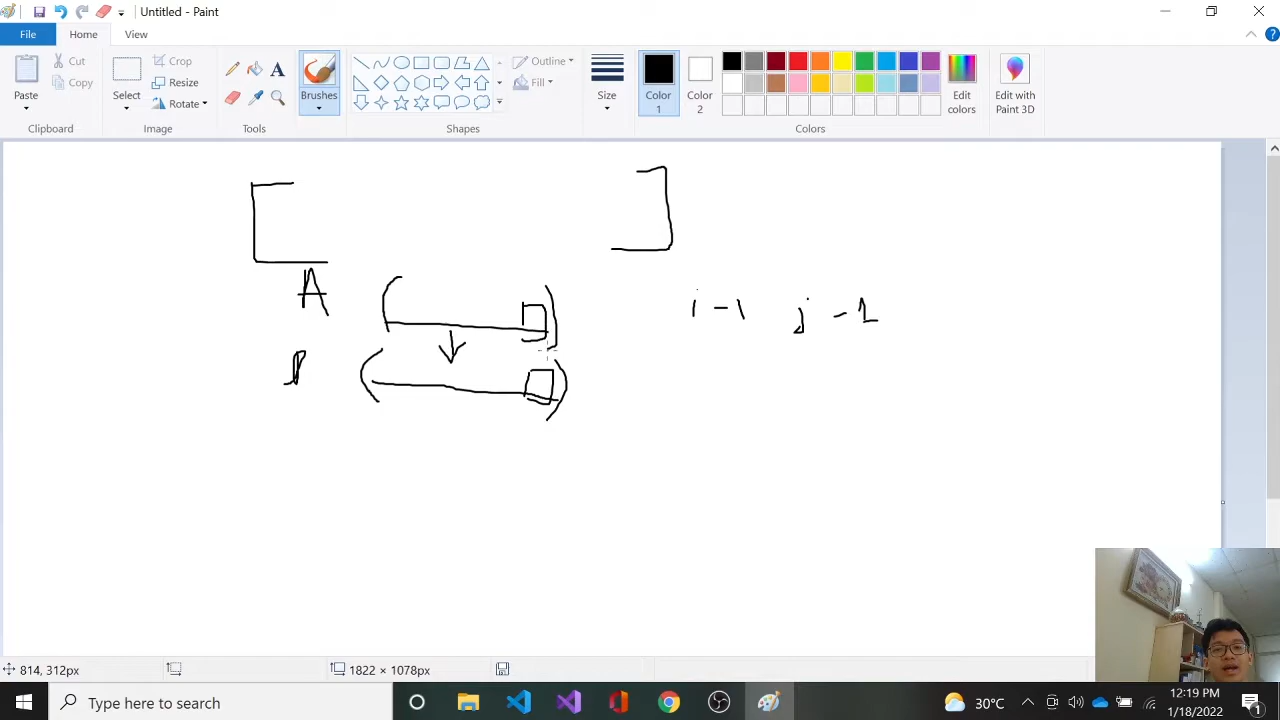 Untitled - Paint
File
Home
View
Paste
Cut
Copy
Clipboard
Select
Crop
Resize
Rotate
Image
Tools
Brushes
Outline
Fill
Shapes
Size
Color 1
Color 2
Edit colors
Colors
Edit with Paint 3D
A
i - 1 j - 1
814, 312px
1822 × 1078px
Type here to search
30°C
12:19 PM
1/18/2022
1